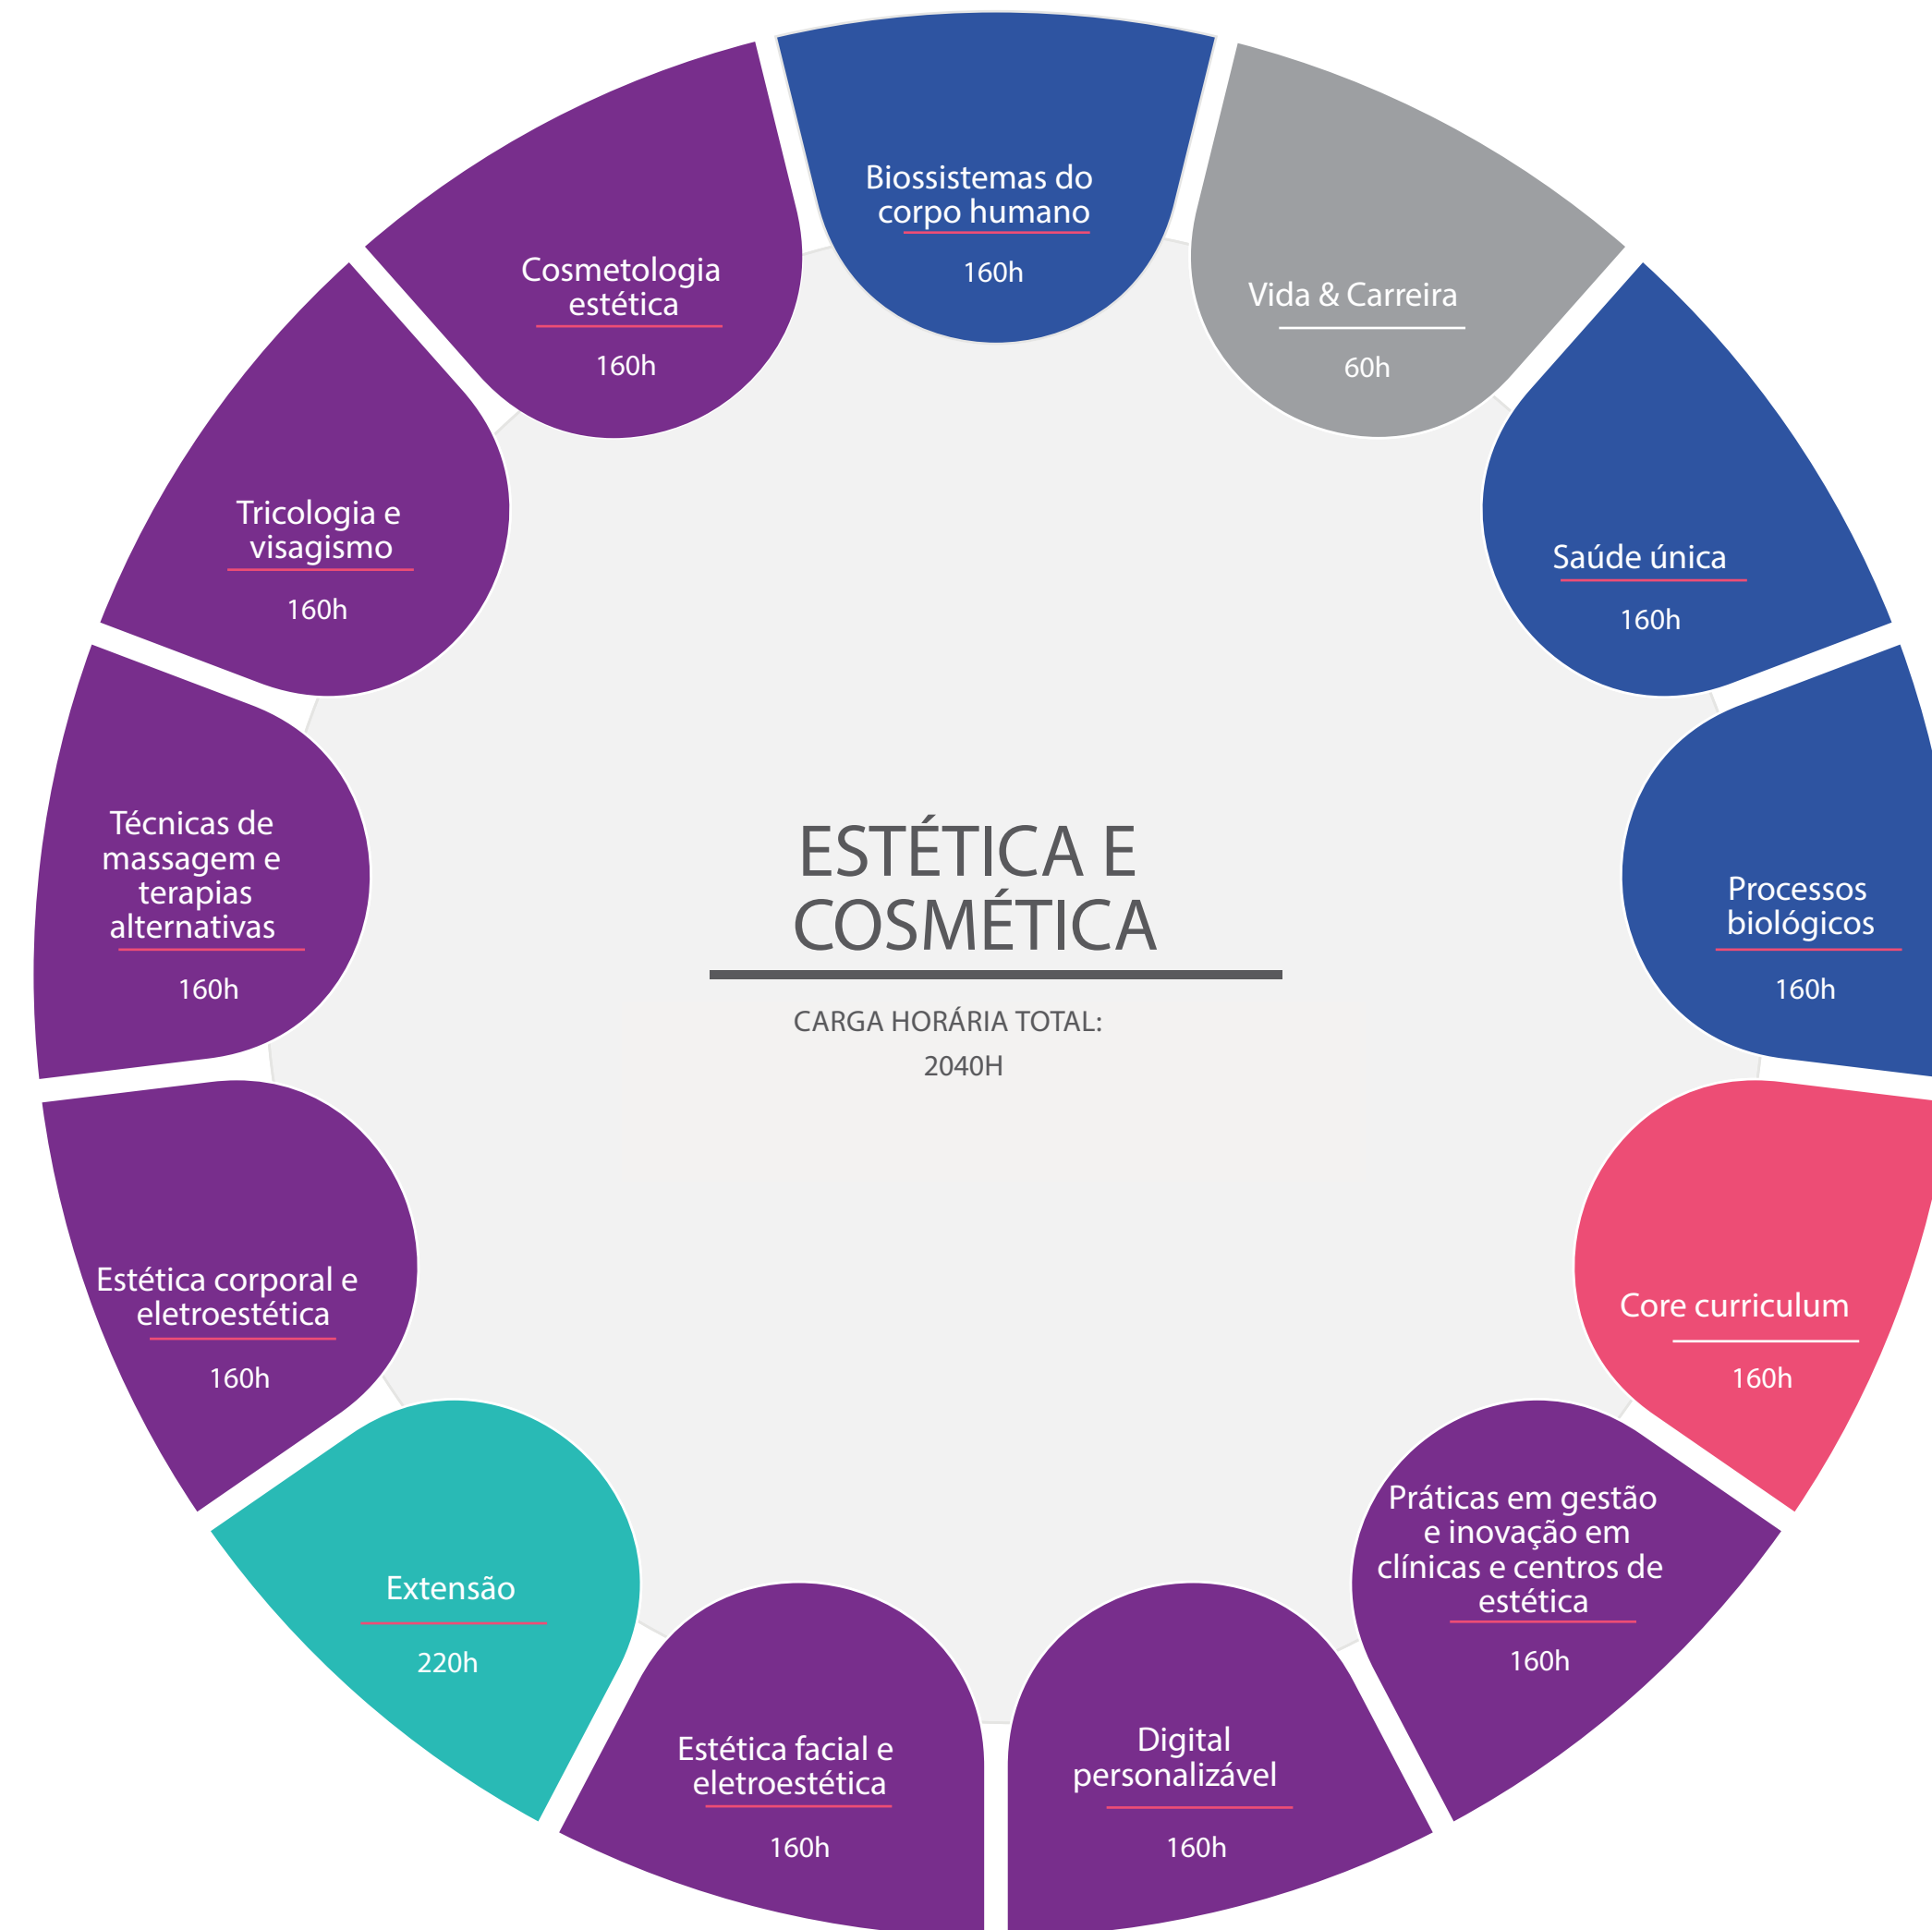 Biossistemas do
corpo humano
160h
Vida & Carreira
60h
Saúde única
160h
Processos
biológicos
160h
Core curriculum
160h
Práticas em gestão
e inovação em
clínicas e centros de
estética
160h
Digital
personalizável
160h
Estética facial e
eletroestética
160h
Extensão
220h
Estética corporal e
eletroestética
160h
Técnicas de
massagem e
terapias
alternativas
160h
Tricologia e
visagismo
160h
Cosmetologia
estética
160h
ESTÉTICA E
COSMÉTICA
CARGA HORÁRIA TOTAL:
2040H